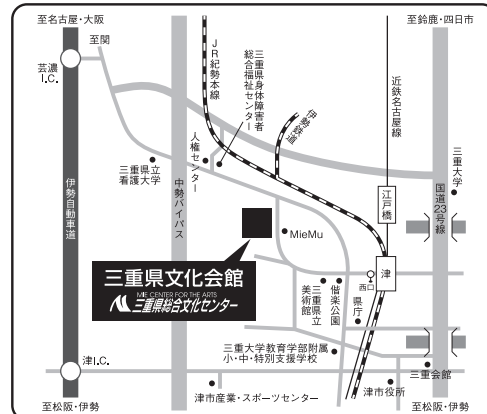 至名古屋・大阪
至鈴鹿・四日市
至関
芸濃
I.C.
JR紀勢本線
三重県身体障害者
総合福祉センター
伊勢鉄道
近鉄名古屋線
三重大学
人権センター
三重県立
看護大学
伊勢自動車道
中勢バイパス
江戸橋
国道23号線
MieMu
三重県文化会館
MIE CENTER FOR THE ARTS
三重県総合文化センター
津
西口
三重県立
美術館
偕楽公園
県庁
三重大学教育学部附属
小・中・特別支援学校
津I.C.
三重会館
津市産業・スポーツセンター
津市役所
至松阪・伊勢
至松阪・伊勢